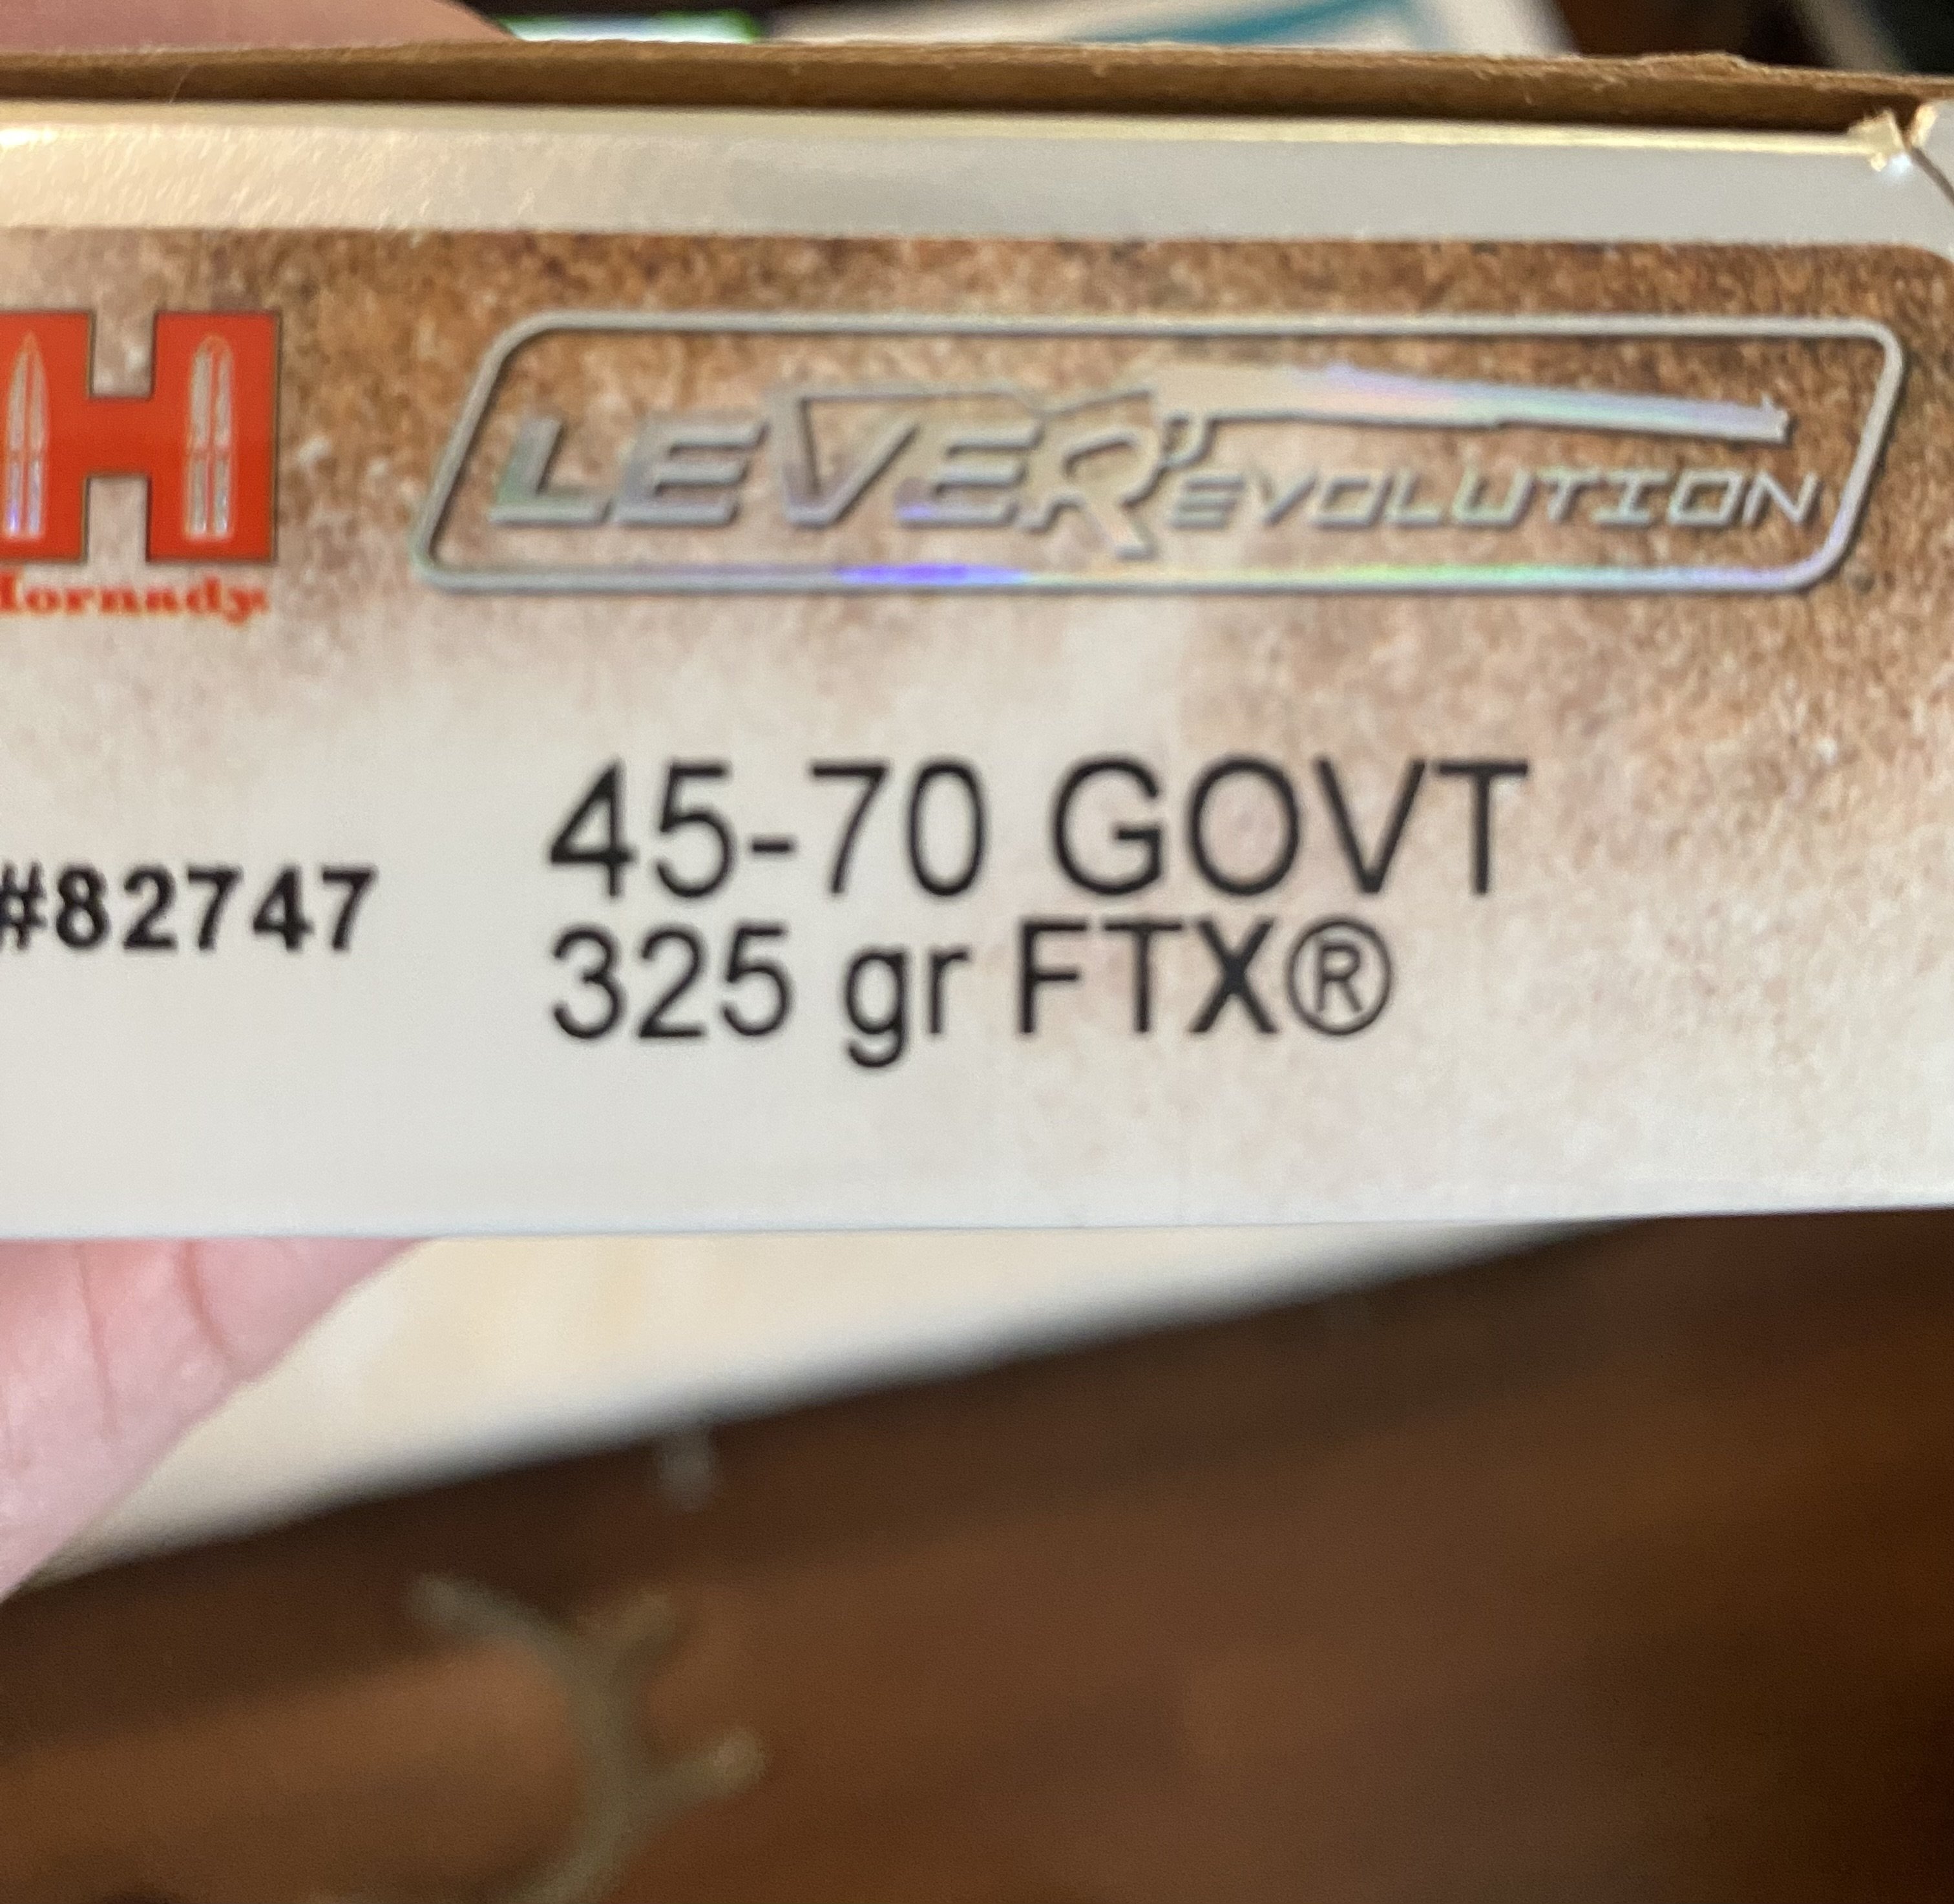 H
Hornady
LEVERevolution
45-70 GOVT
#82747
325 gr FTX®